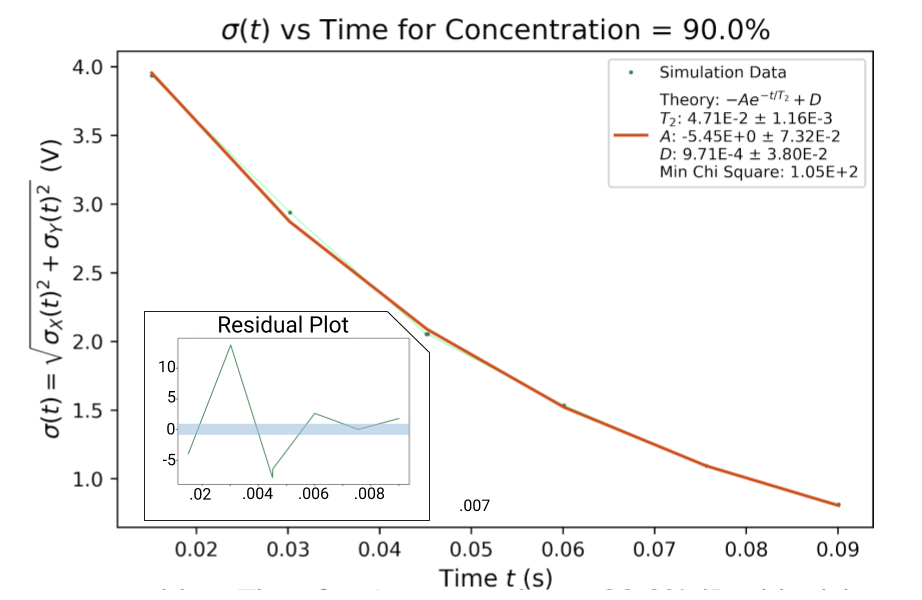 σ(t) vs Time for Concentration = 90.0%
σ(t) = √σ_X(t)² + σ_Y(t)² (V)
4.0
3.5
3.0
2.5
2.0
1.5
1.0
Simulation Data
Theory: −Ae^{−t/T₂} + D
T₂: 4.71E-2 ± 1.16E-3
A: -5.45E+0 ± 7.32E-2
D: 9.71E-4 ± 3.80E-2
Min Chi Square: 1.05E+2
Residual Plot
10
5
0
-5
.02 .004 .006 .008
.007
0.02 0.03 0.04 0.05 0.06 0.07 0.08 0.09
Time t (s)